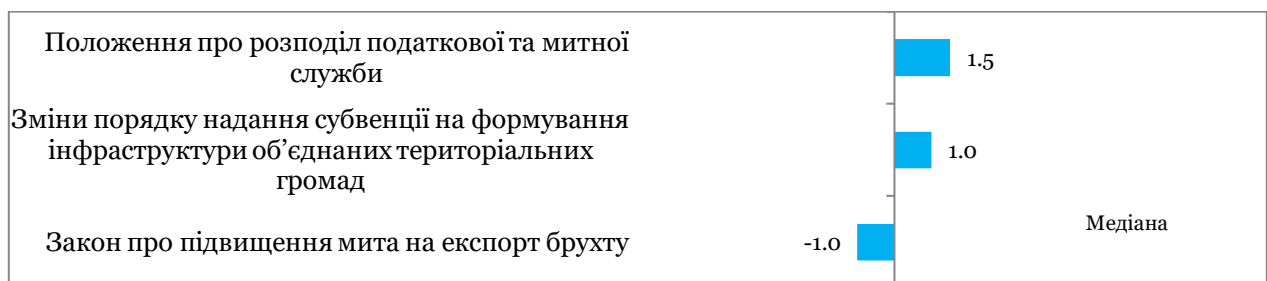 Положення про розподіл податкової та митної
служби
1.5
Зміни порядку надання субвенції на формування
інфраструктури об’єднаних територіальних
громад
1.0
Закон про підвищення мита на експорт брухту
-1.0
Медіана